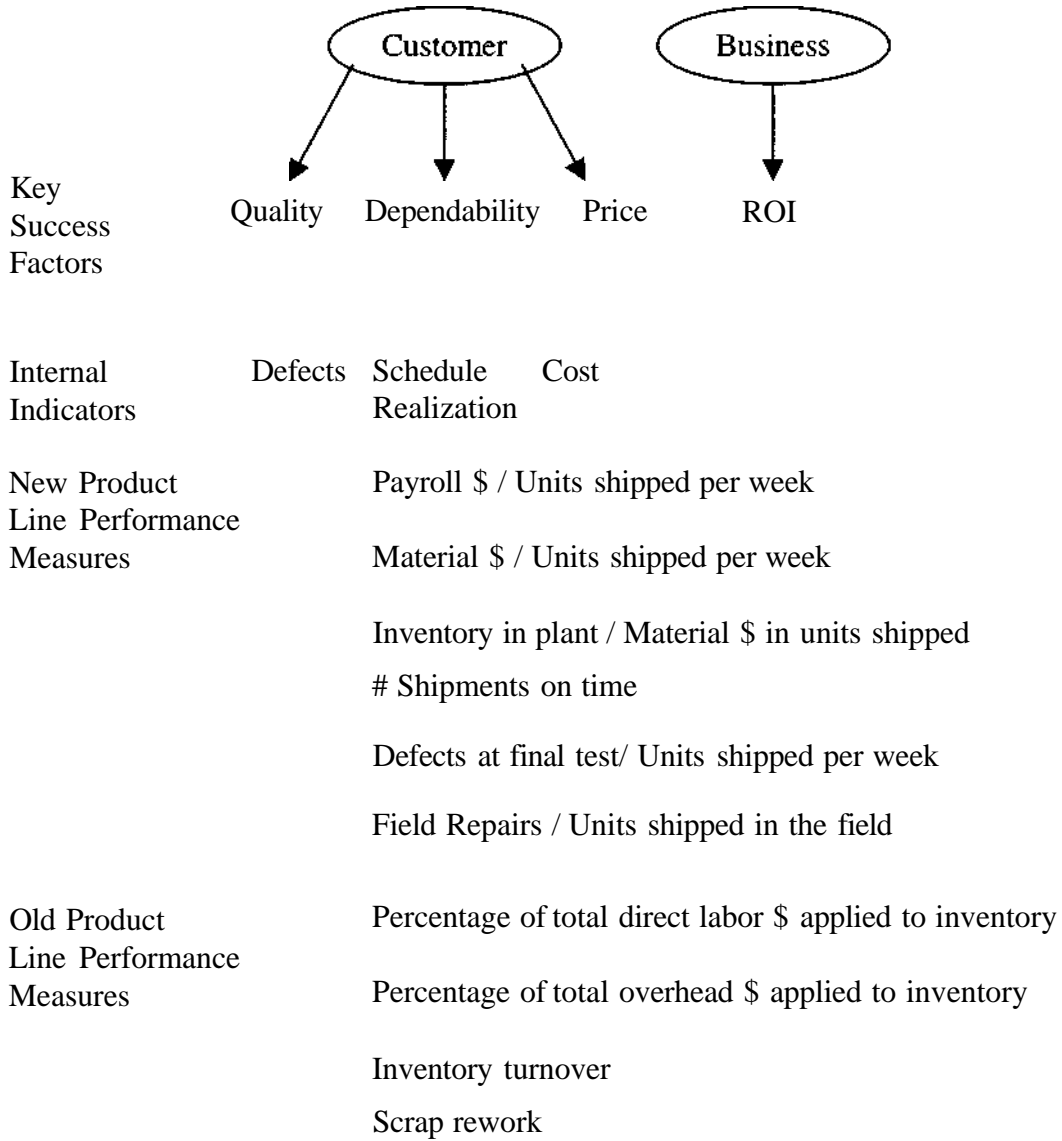 Customer Business
Key
Success
Factors
Quality Dependability Price ROI
Internal
Indicators
Defects Schedule Cost
Realization
New Product
Line Performance
Measures
Payroll $ / Units shipped per week
Material $ / Units shipped per week
Inventory in plant / Material $ in units shipped
# Shipments on time
Defects at final test/ Units shipped per week
Field Repairs / Units shipped in the field
Old Product
Line Performance
Measures
Percentage of total direct labor $ applied to inventory
Percentage of total overhead $ applied to inventory
Inventory turnover
Scrap rework